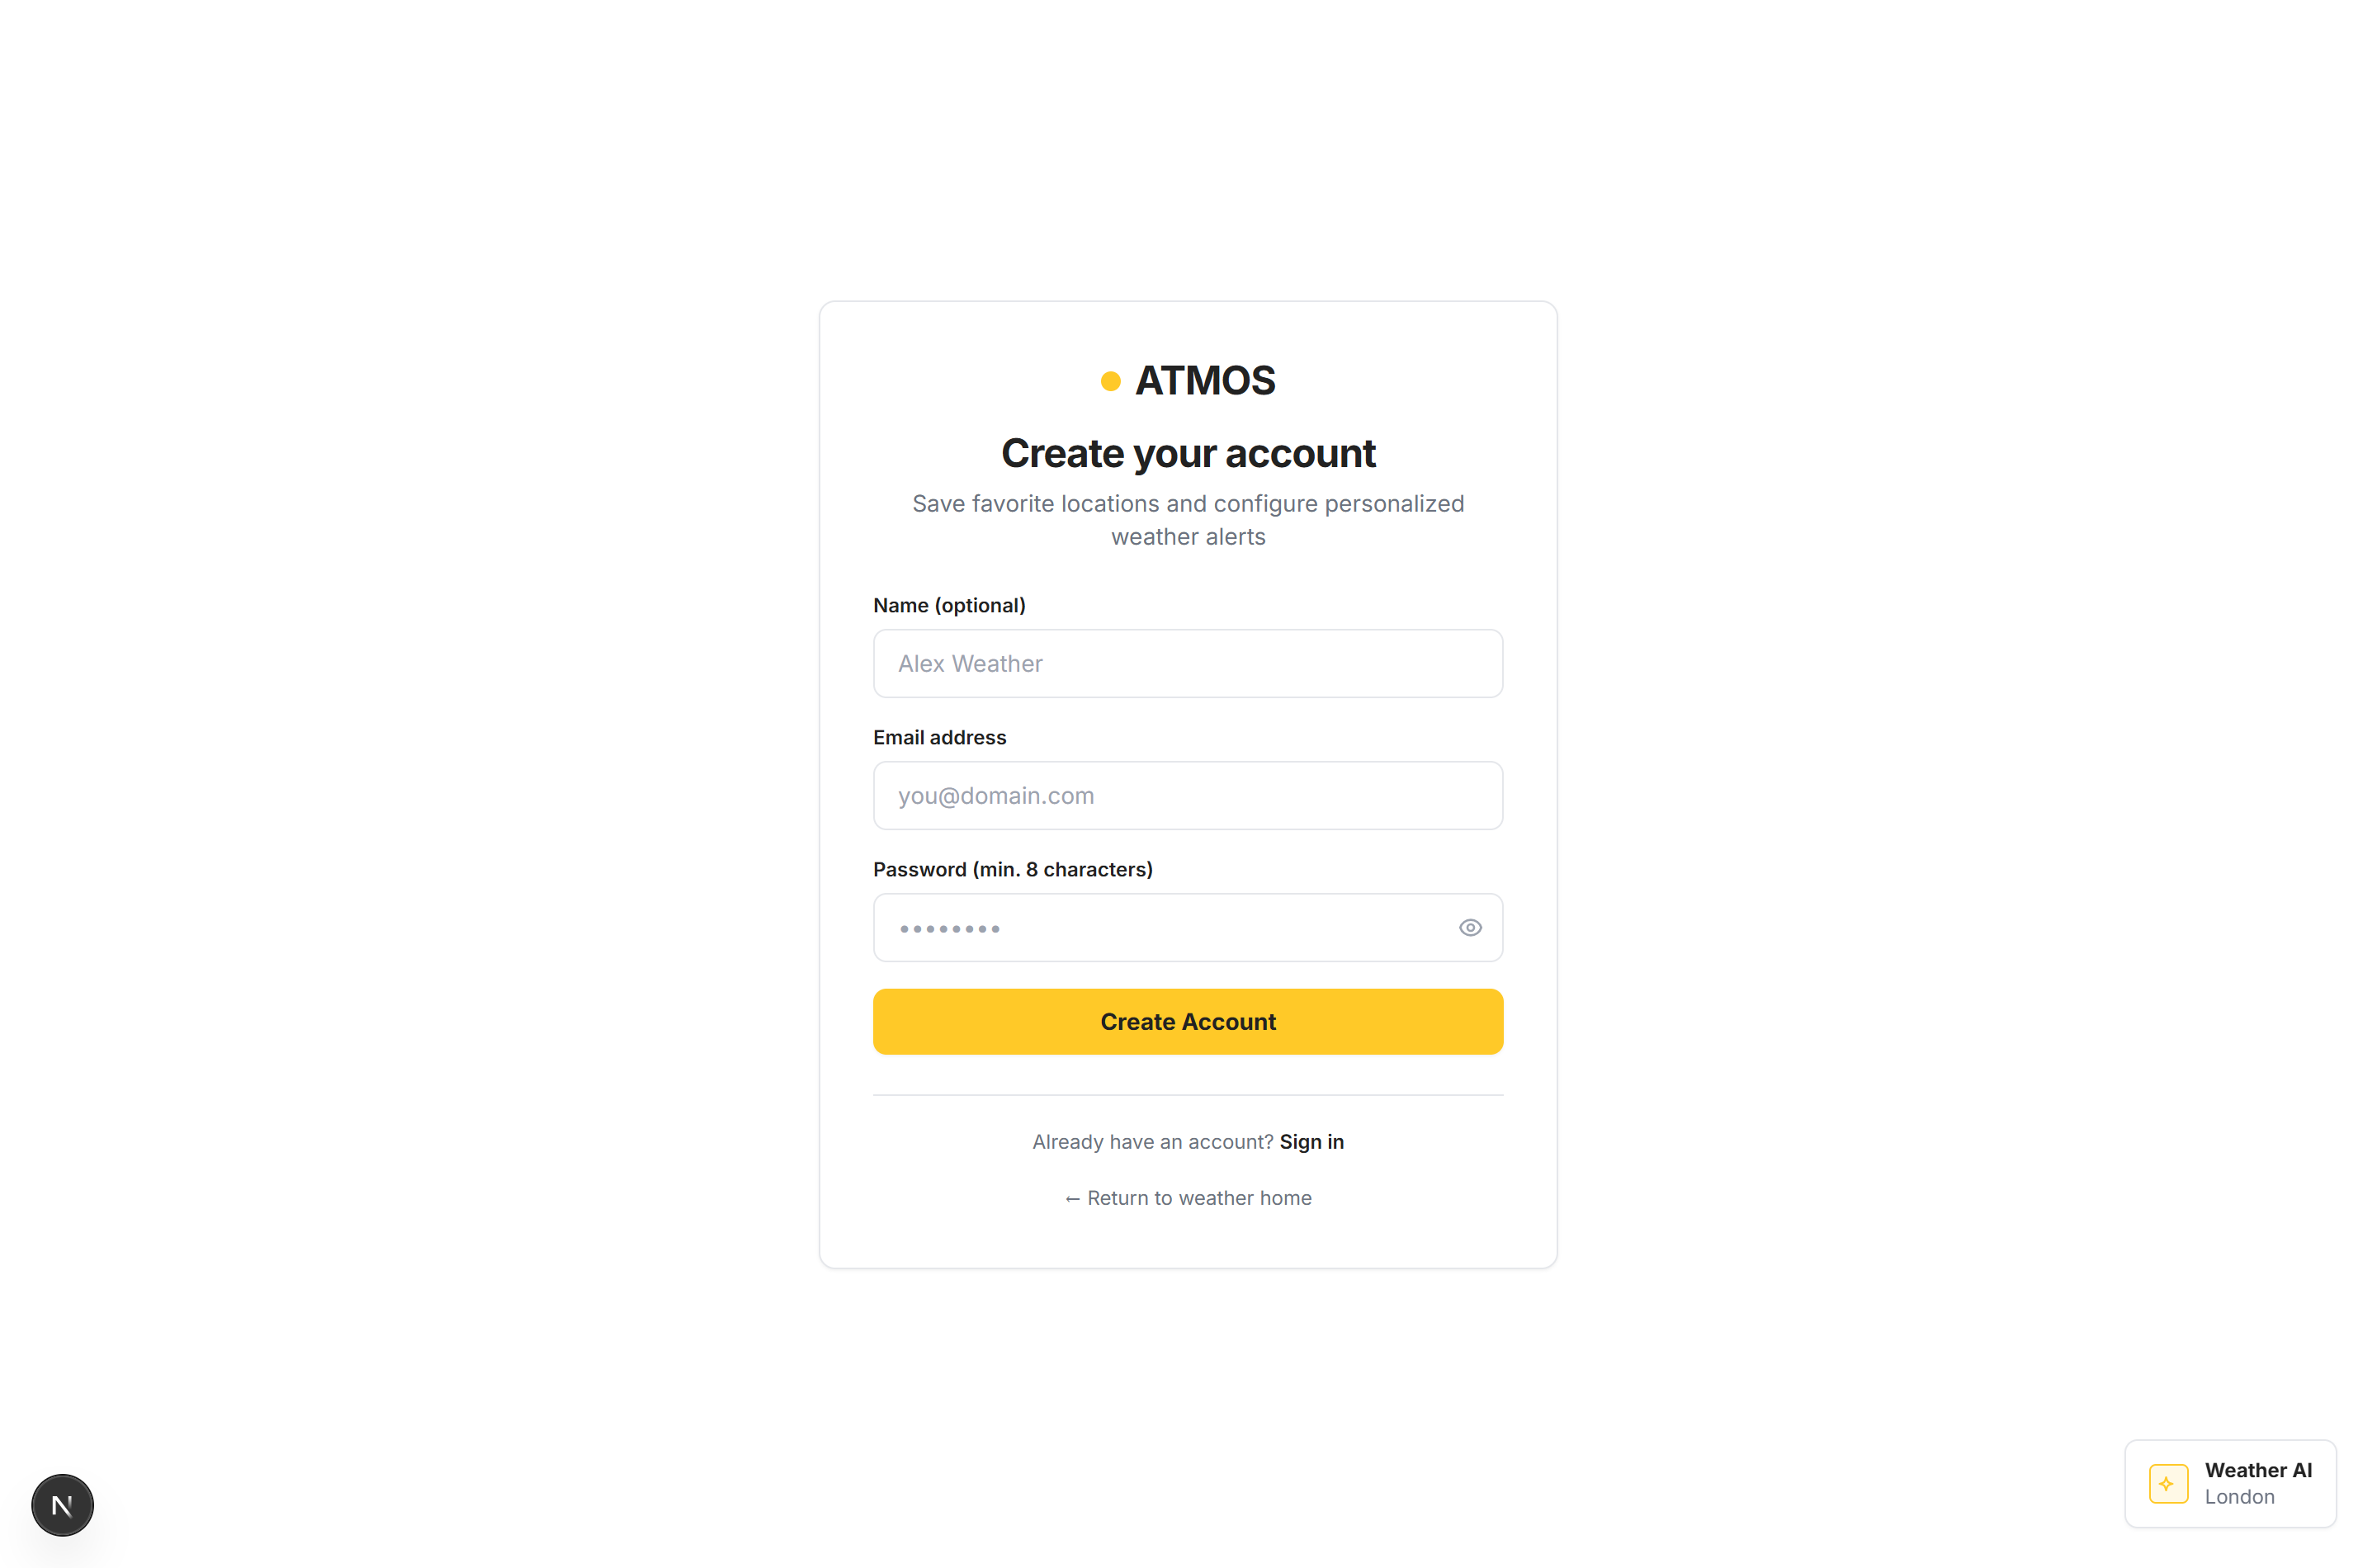 ATMOS
Create your account
Save favorite locations and configure personalized
weather alerts
Name (optional)
Alex Weather
Email address
you@domain.com
Password (min. 8 characters)
••••••••
Create Account
Already have an account? Sign in
← Return to weather home
N
Weather AI
London